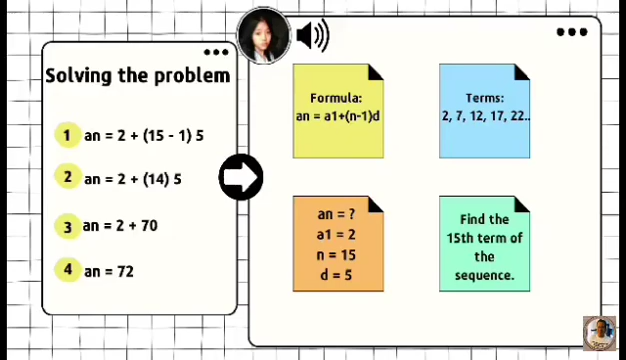 Solving the problem
1 an = 2 + (15 - 1) 5
2 an = 2 + (14) 5
3 an = 2 + 70
4 an = 72
Formula:
an = a1+(n-1)d
Terms:
2, 7, 12, 17, 22..
an = ?
a1 = 2
n = 15
d = 5
Find the
15th term of
the
sequence.